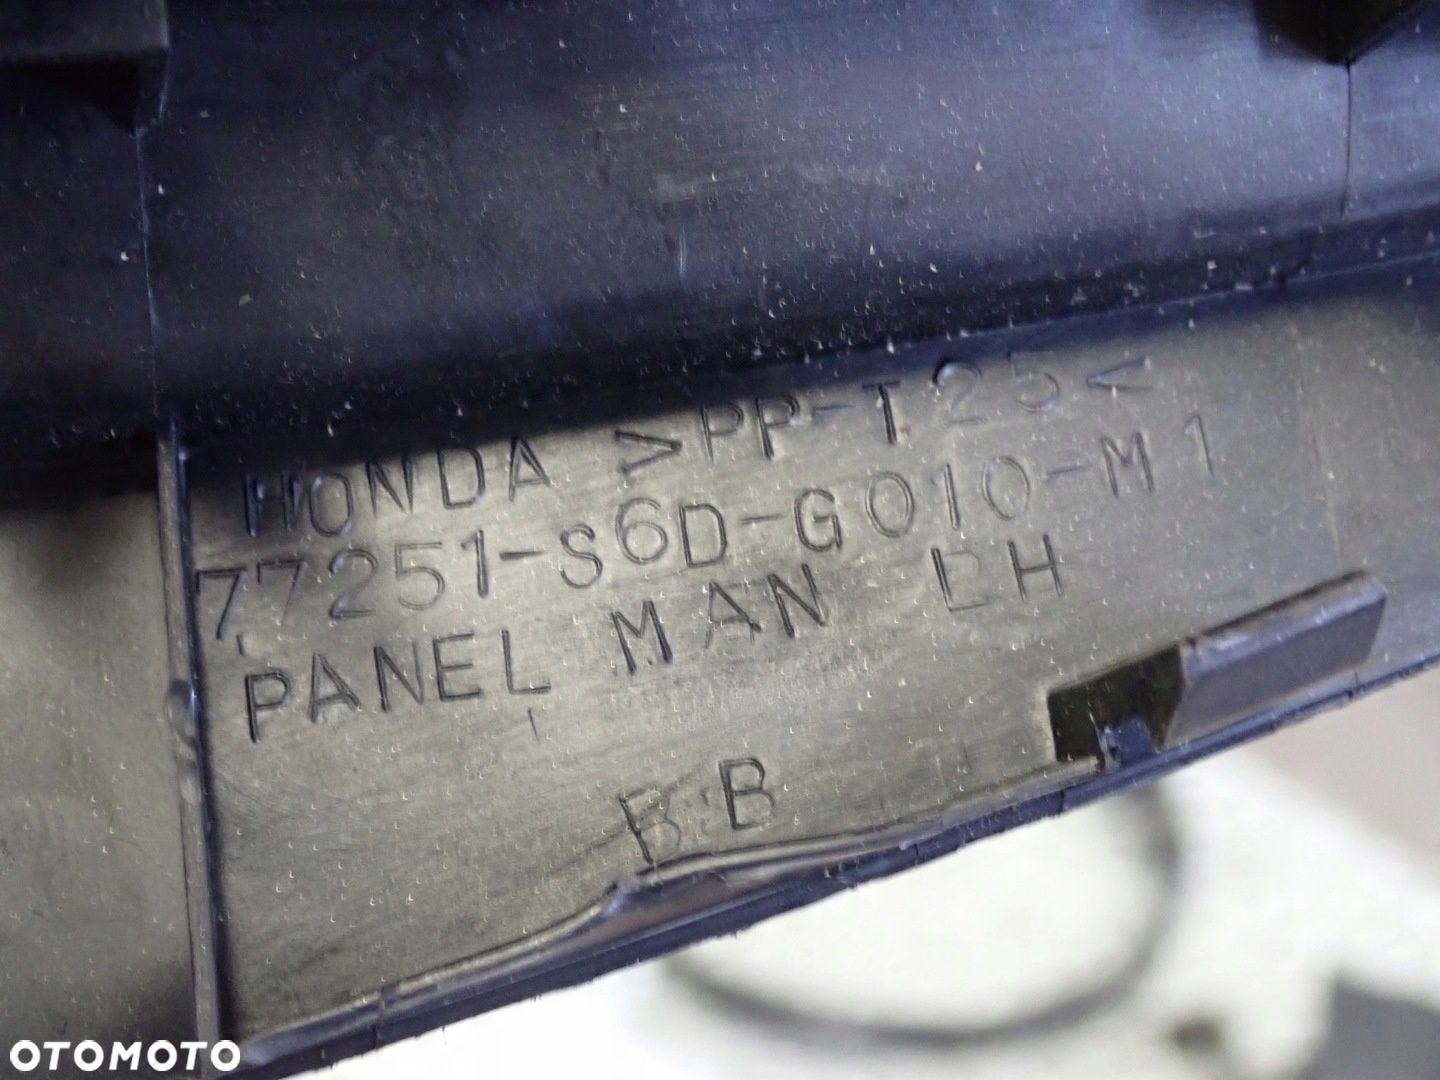 HONDA >PP-T25<
77251-S6D-G010-M1
PANEL MAN LH
B B
OTOMOTO